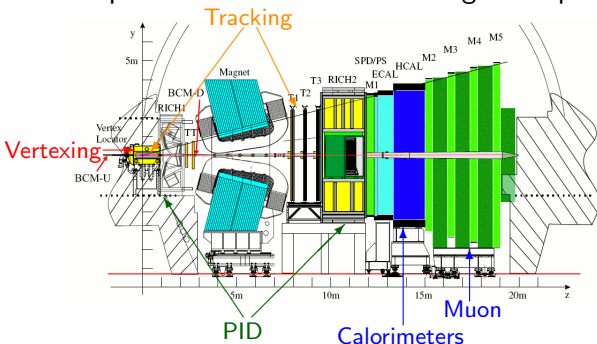 Tracking
y
5m
Magnet
SPD/PS
ECAL
HCAL
M1
M2
M3
M4
M5
T1
T2
T3
RICH2
BCM-D
RICH1
TT
Vertex
Locator
Vertexing
BCM-U
5m
10m
15m
20m
z
PID
Calorimeters
Muon